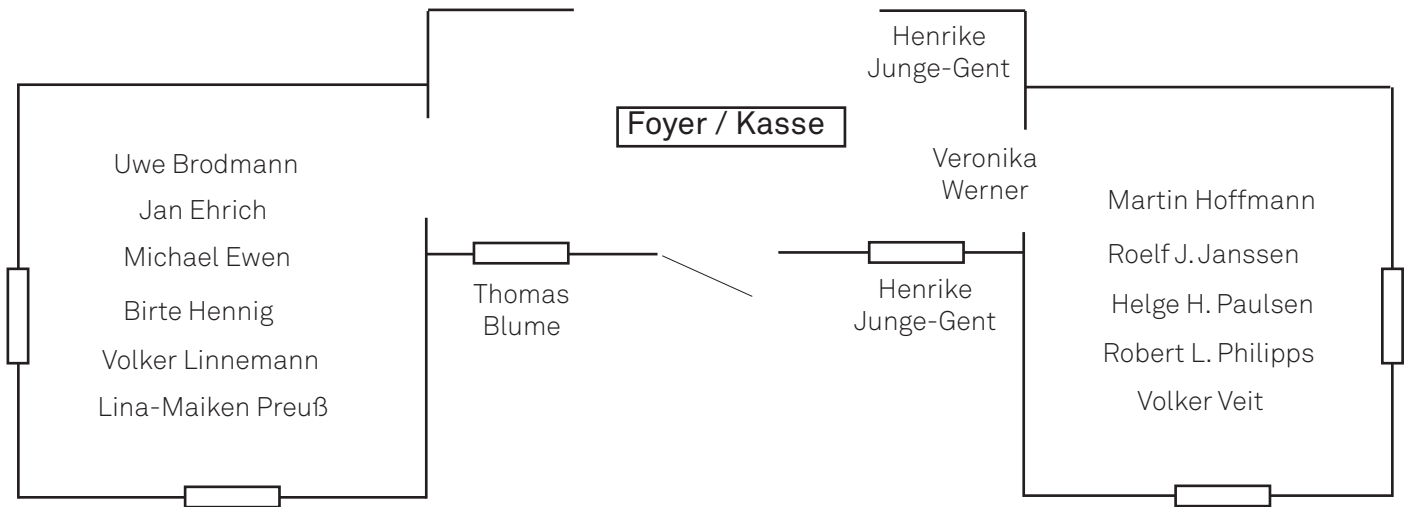 Henrike
Junge-Gent
Foyer / Kasse
Veronika
Werner
Uwe Brodmann
Jan Ehrich
Michael Ewen
Birte Hennig
Volker Linnemann
Lina-Maiken Preuß
Thomas
Blume
Henrike
Junge-Gent
Martin Hoffmann
Roelf J. Janssen
Helge H. Paulsen
Robert L. Philipps
Volker Veit